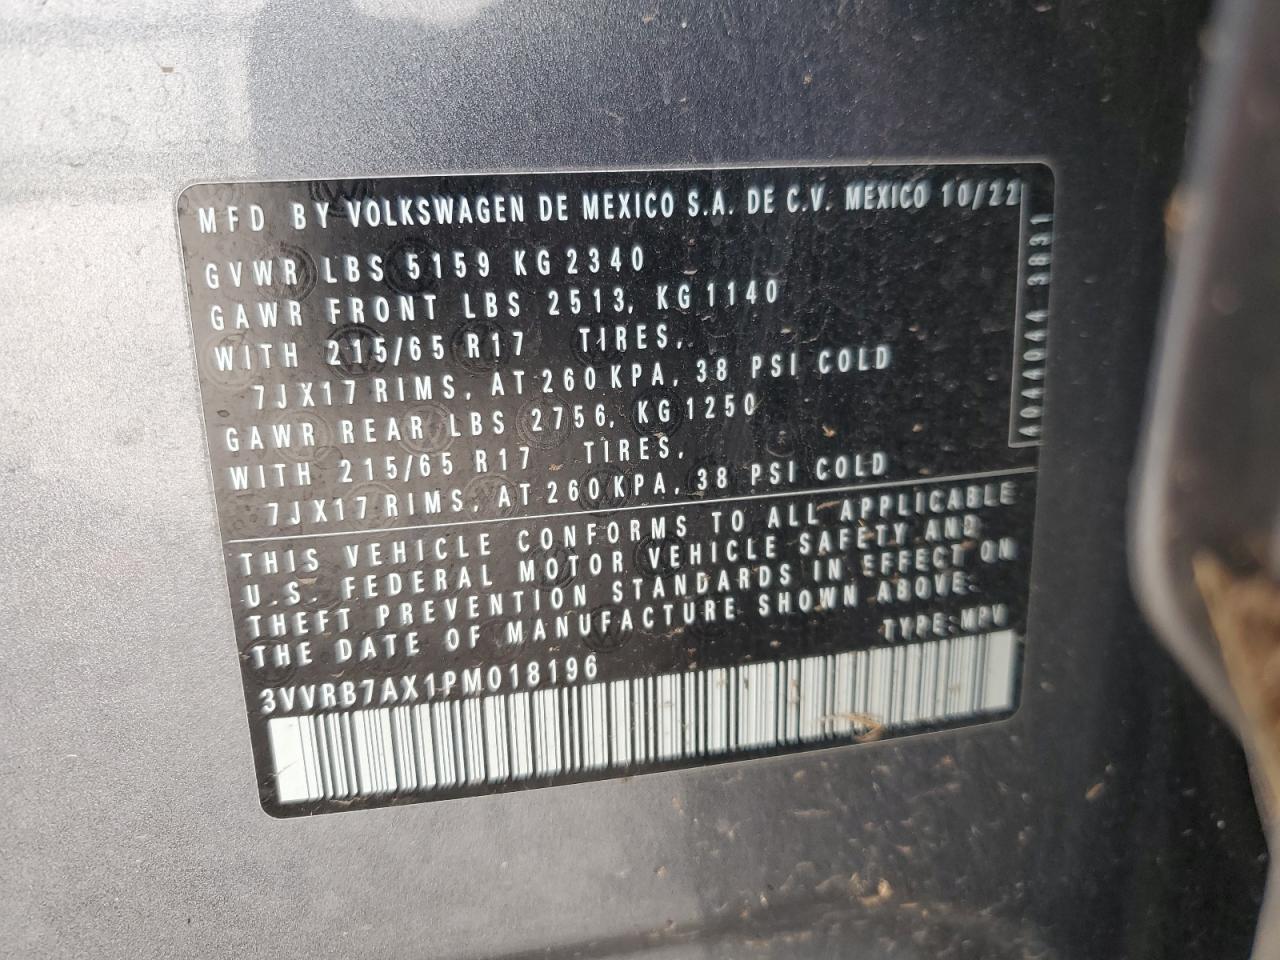 MFD BY VOLKSWAGEN DE MEXICO S.A. DE C.V. MEXICO 10/22
GVWR LBS 5159 KG 2340
GAWR FRONT LBS 2513, KG 1140
WITH 215/65 R17 TIRES,
7JX17 RIMS, AT 260 KPA, 38 PSI COLD
GAWR REAR LBS 2756, KG 1250
WITH 215/65 R17 TIRES,
7JX17 RIMS, AT 260 KPA, 38 PSI COLD
THIS VEHICLE CONFORMS TO ALL APPLICABLE
U.S. FEDERAL MOTOR VEHICLE SAFETY AND
THEFT PREVENTION STANDARDS IN EFFECT ON
THE DATE OF MANUFACTURE SHOWN ABOVE.
TYPE: MPV
3VVRB7AX1PM018196